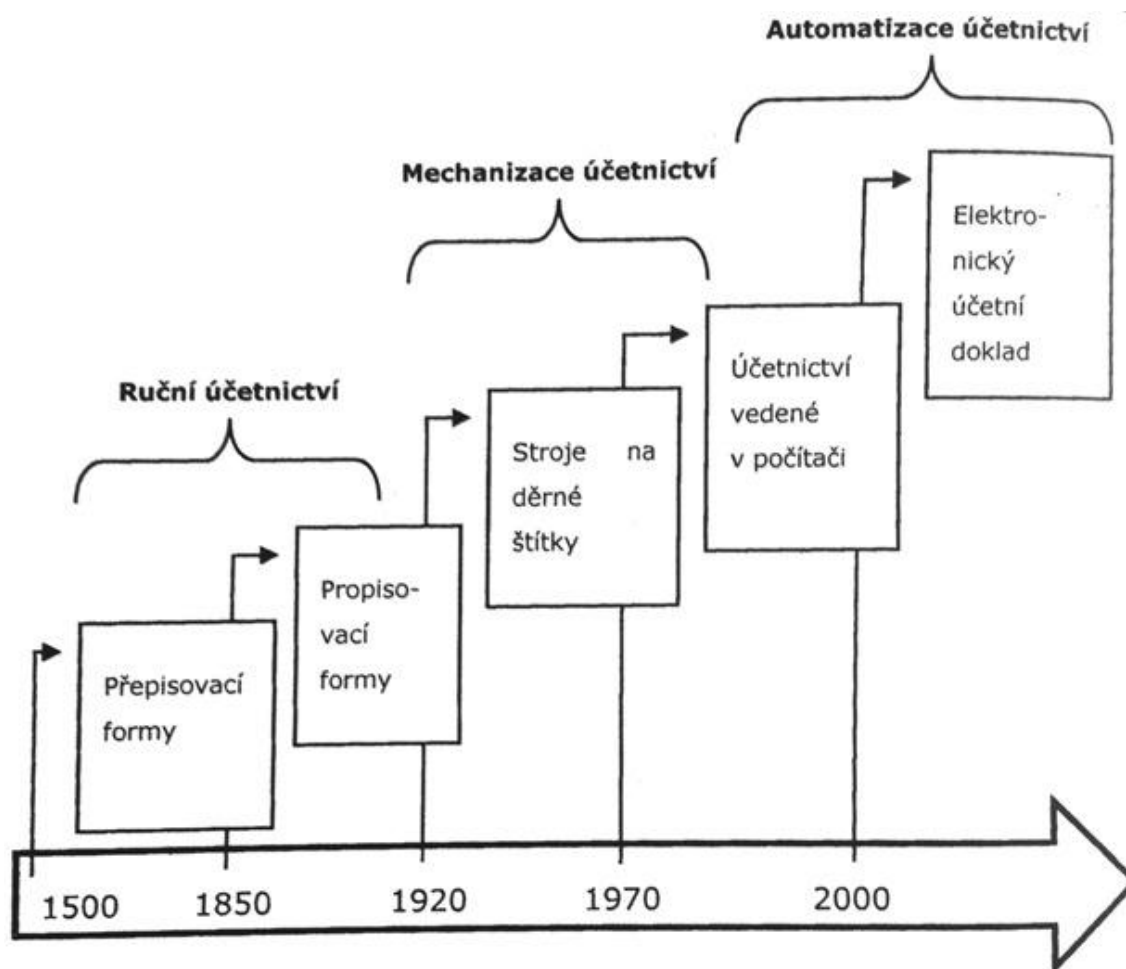 Automatizace účetnictví
Mechanizace účetnictví
Elektro-
nický
účetní
doklad
Ruční účetnictví
Účetnictví
vedené
v počítači
Stroje na
děrné
štítky
Propiso-
vací
formy
Přepisovací
formy
1500 1850 1920 1970 2000